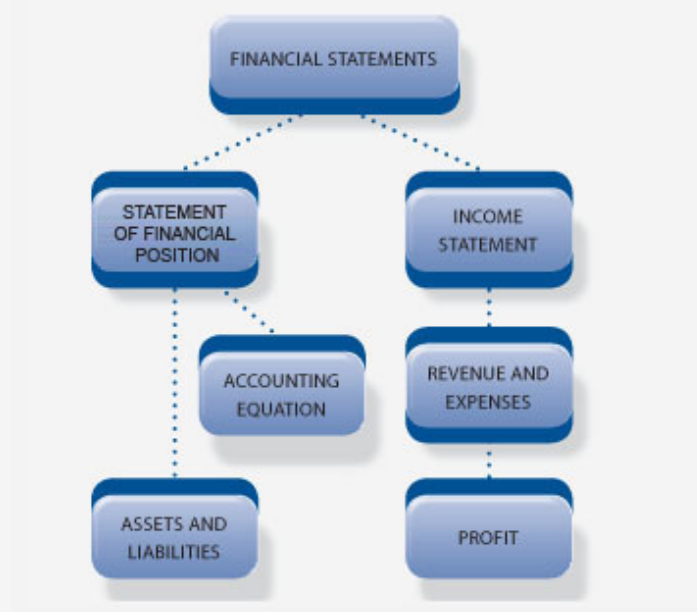 FINANCIAL STATEMENTS
STATEMENT
OF FINANCIAL
POSITION
INCOME
STATEMENT
ACCOUNTING
EQUATION
REVENUE AND
EXPENSES
ASSETS AND
LIABILITIES
PROFIT